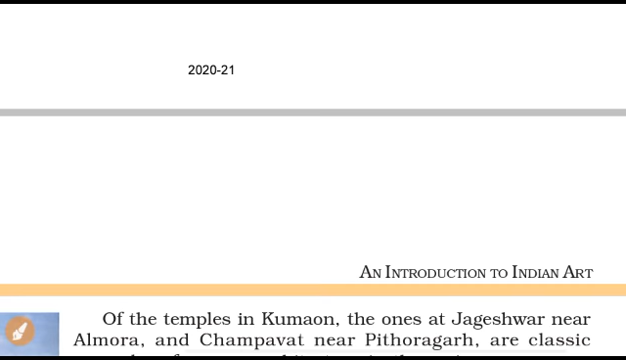 2020-21
An Introduction to Indian Art
Of the temples in Kumaon, the ones at Jageshwar near
Almora, and Champavat near Pithoragarh, are classic